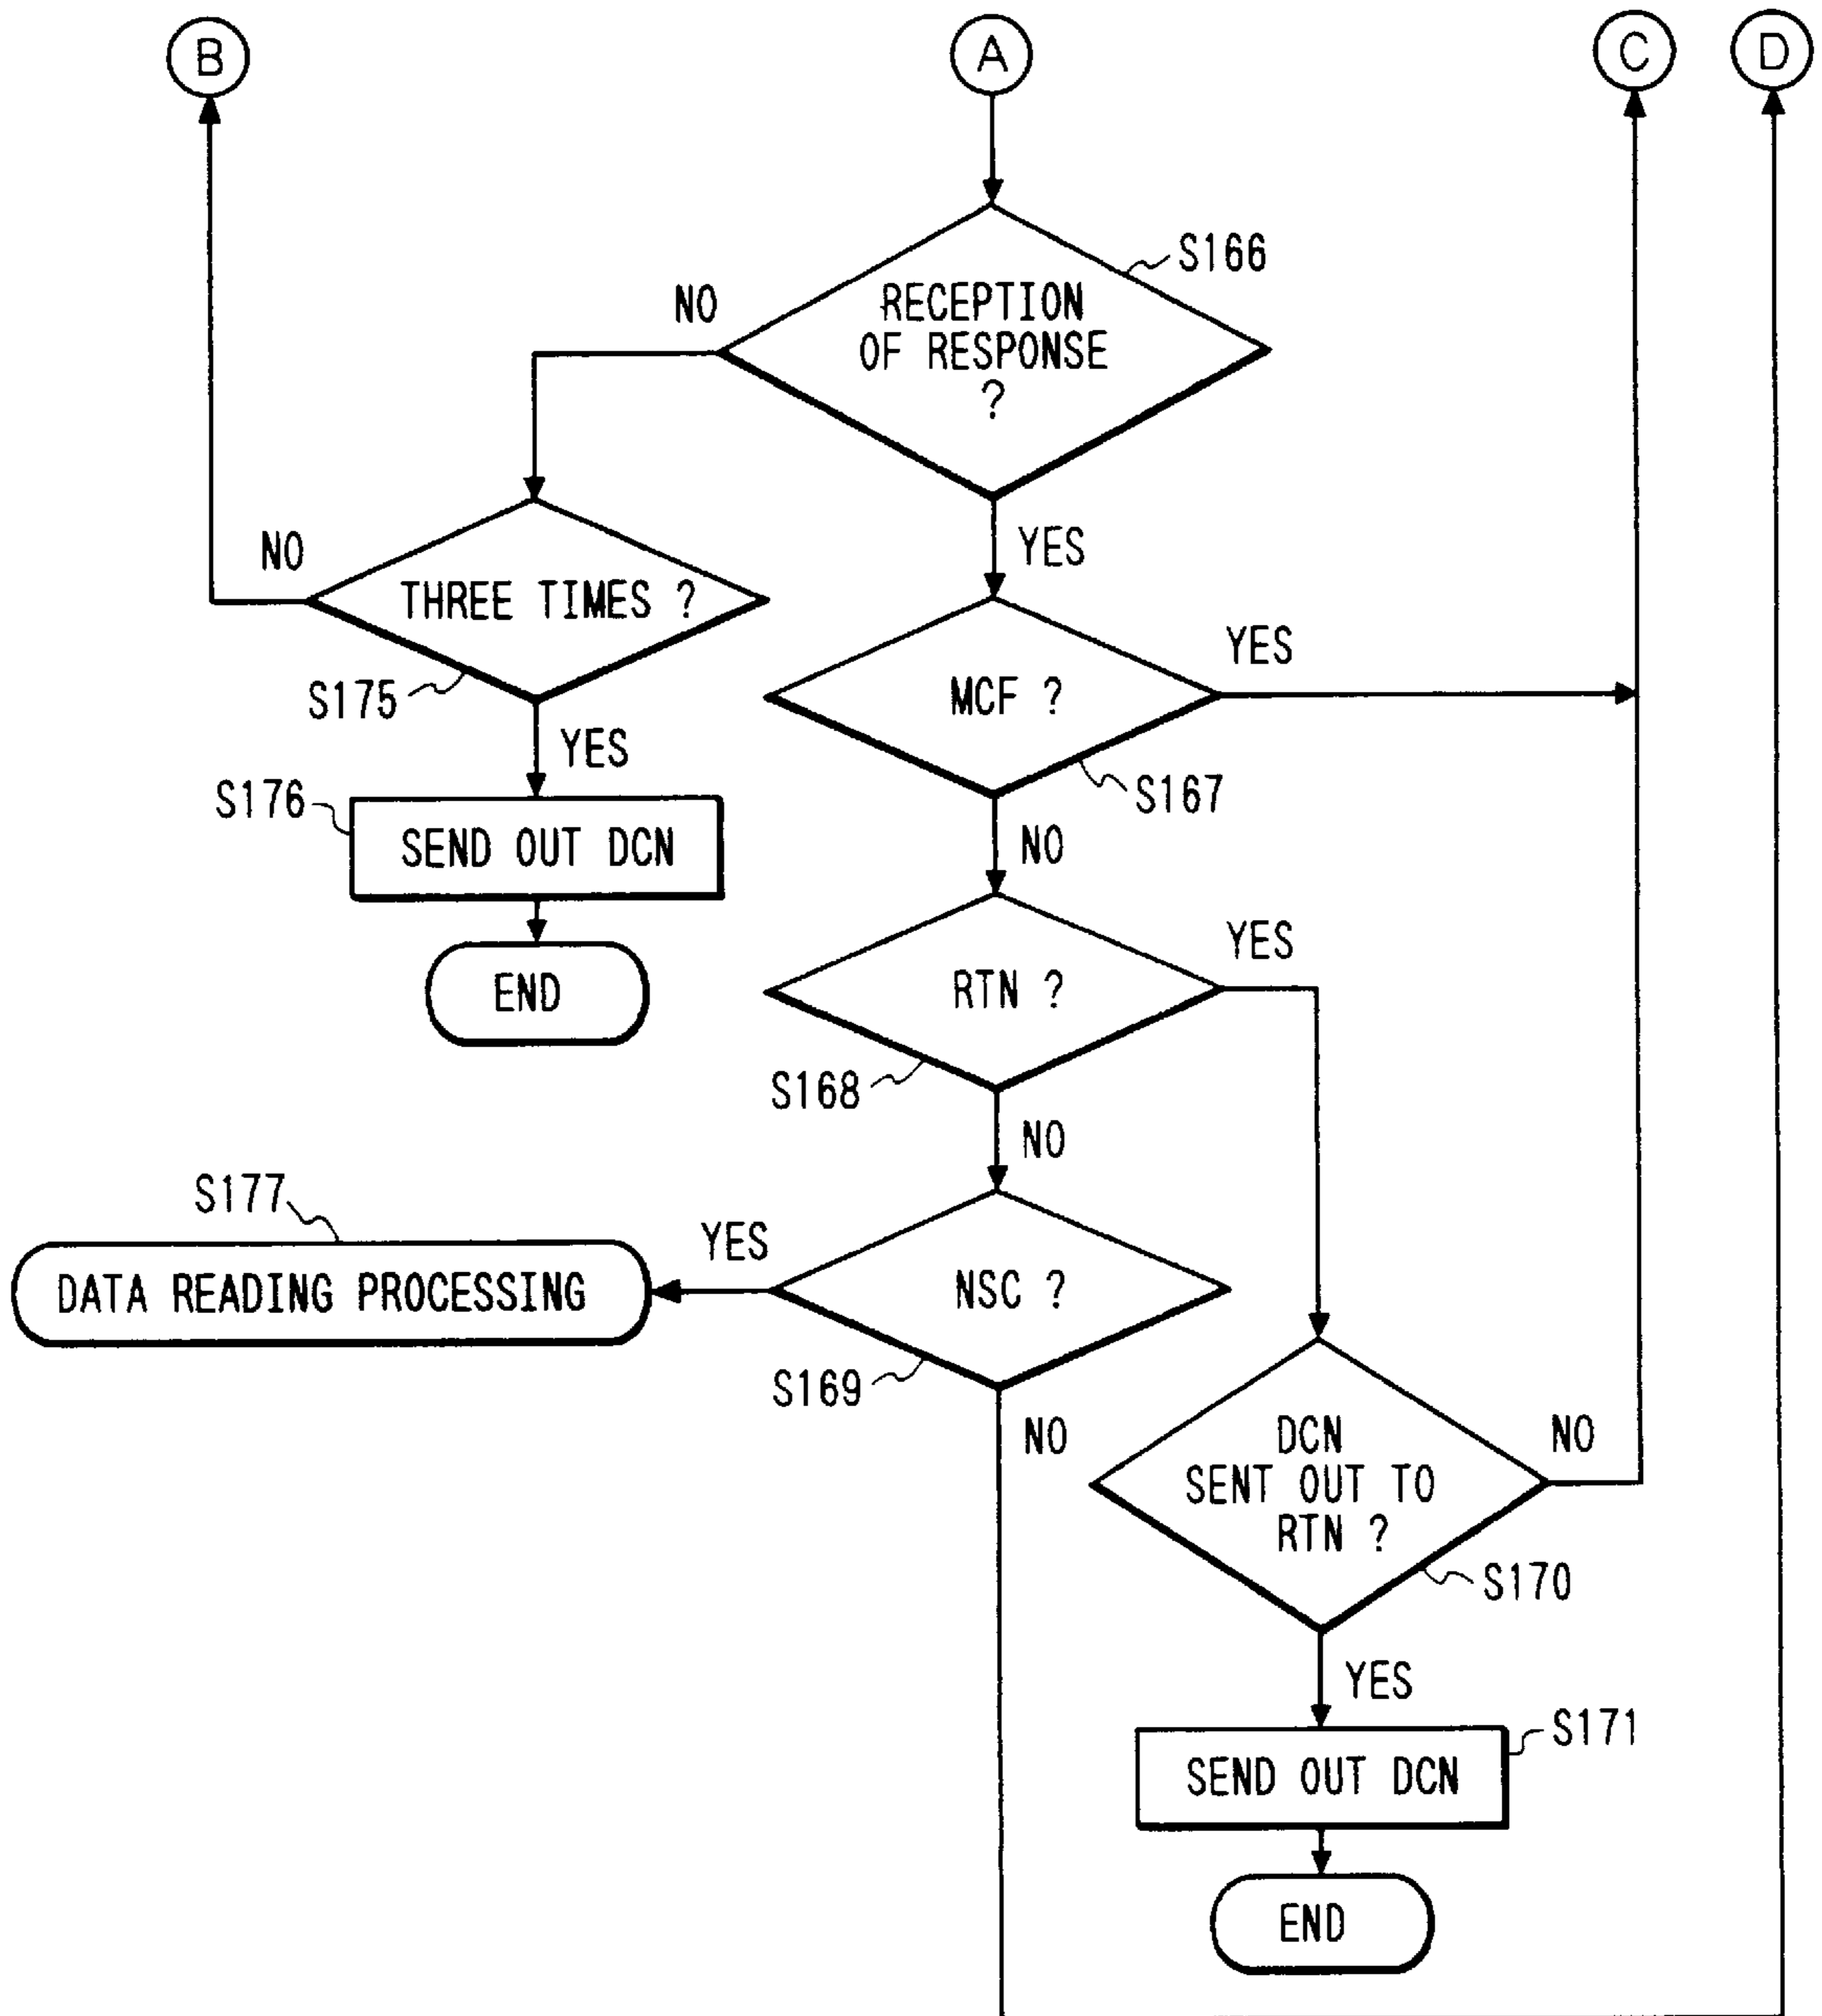 B
A
C
D
S166
NO
RECEPTION
OF RESPONSE
?
YES
NO
THREE TIMES ?
S175
YES
MCF ?
YES
S167
S176
SEND OUT DCN
NO
END
RTN ?
YES
S168
NO
S177
DATA READING PROCESSING
YES
NSC ?
S169
NO
DCN
SENT OUT TO
RTN ?
NO
S170
YES
S171
SEND OUT DCN
END